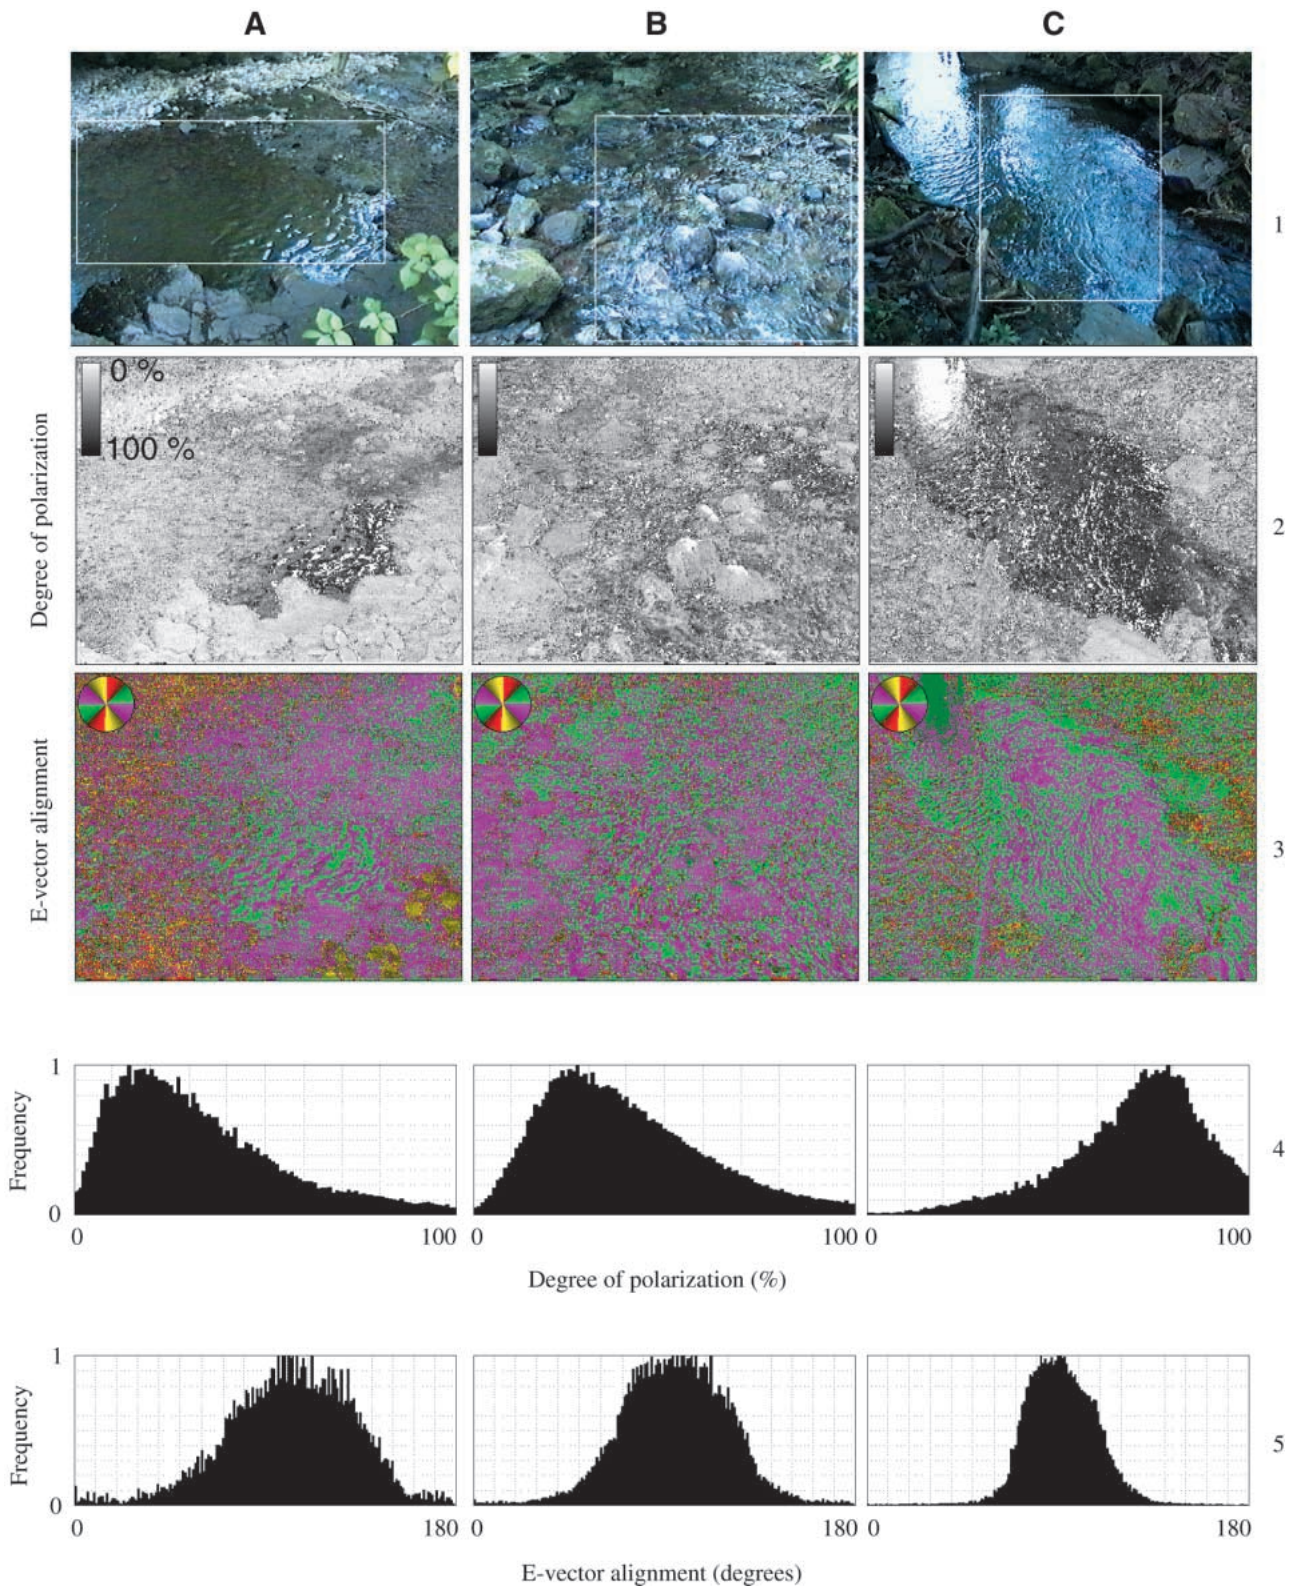 A B C
1
0 %
100 %
Degree of polarization
2
E-vector alignment
3
1
Frequency
4
0
0 100 0 100 0 100
Degree of polarization (%)
1
Frequency
5
0
0 180 0 180 0 180
E-vector alignment (degrees)